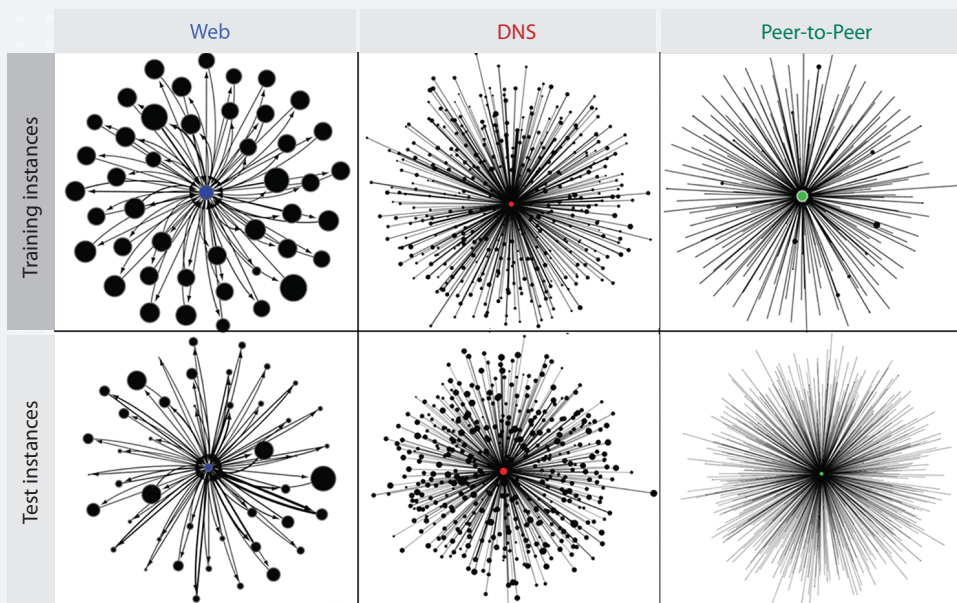 Web
DNS
Peer-to-Peer
Training instances
Test instances